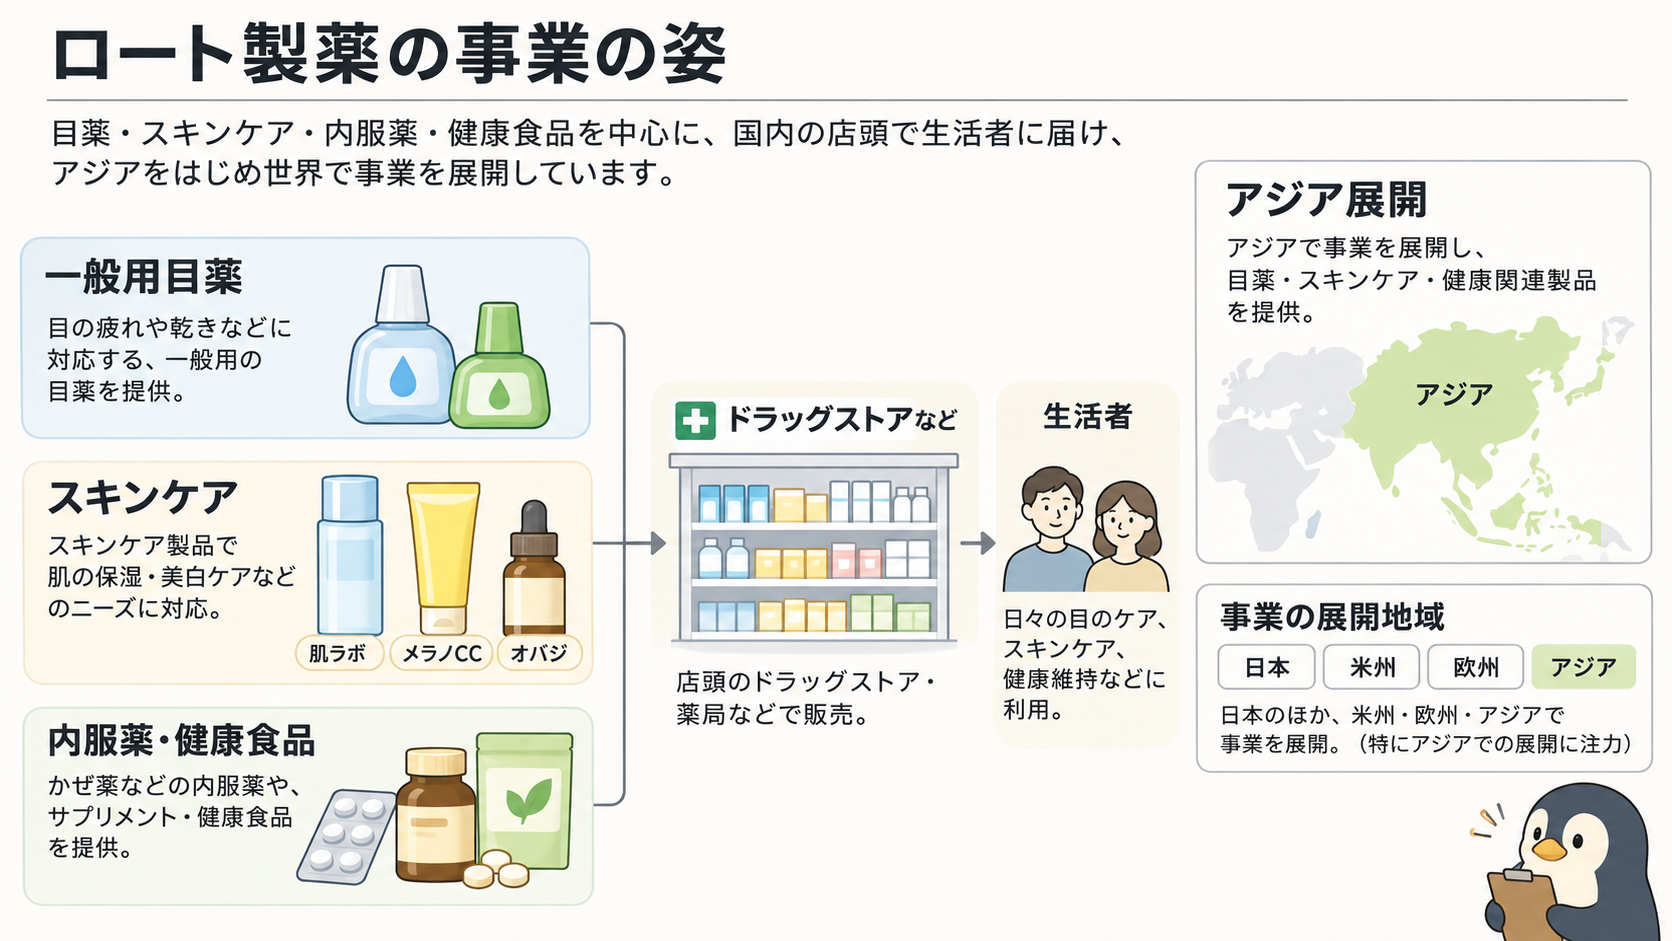 ロート製薬の事業の姿
目薬・スキンケア・内服薬・健康食品を中心に、国内の店頭で生活者に届け、
アジアをはじめ世界で事業を展開しています。
一般用目薬
目の疲れや乾きなどに
対応する、一般用の
目薬を提供。
スキンケア
スキンケア製品で
肌の保湿・美白ケアなど
のニーズに対応。
肌ラボ
メラノCC
オバジ
内服薬・健康食品
かぜ薬などの内服薬や、
サプリメント・健康食品
を提供。
ドラッグストアなど
店頭のドラッグストア・
薬局などで販売。
生活者
日々の目のケア、
スキンケア、
健康維持などに
利用。
アジア展開
アジアで事業を展開し、
目薬・スキンケア・健康関連製品
を提供。
アジア
事業の展開地域
日本
米州
欧州
アジア
日本のほか、米州・欧州・アジアで
事業を展開。（特にアジアでの展開に注力）